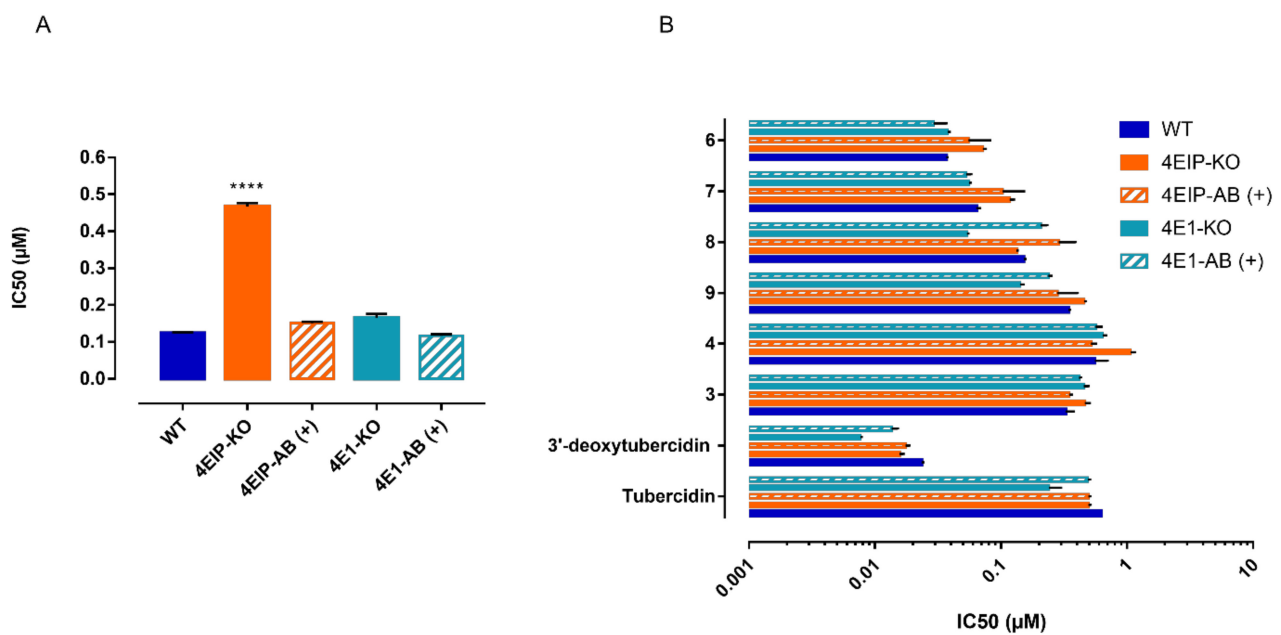 A
B
IC50 (µM)
0.6
0.5
0.4
0.3
0.2
0.1
0.0
****
WT
4EIP-KO
4EIP-AB (+)
4E1-KO
4E1-AB (+)
6
7
8
9
4
3
3'-deoxytubercidin
Tubercidin
0.001
0.01
0.1
1
10
IC50 (µM)
WT
4EIP-KO
4EIP-AB (+)
4E1-KO
4E1-AB (+)